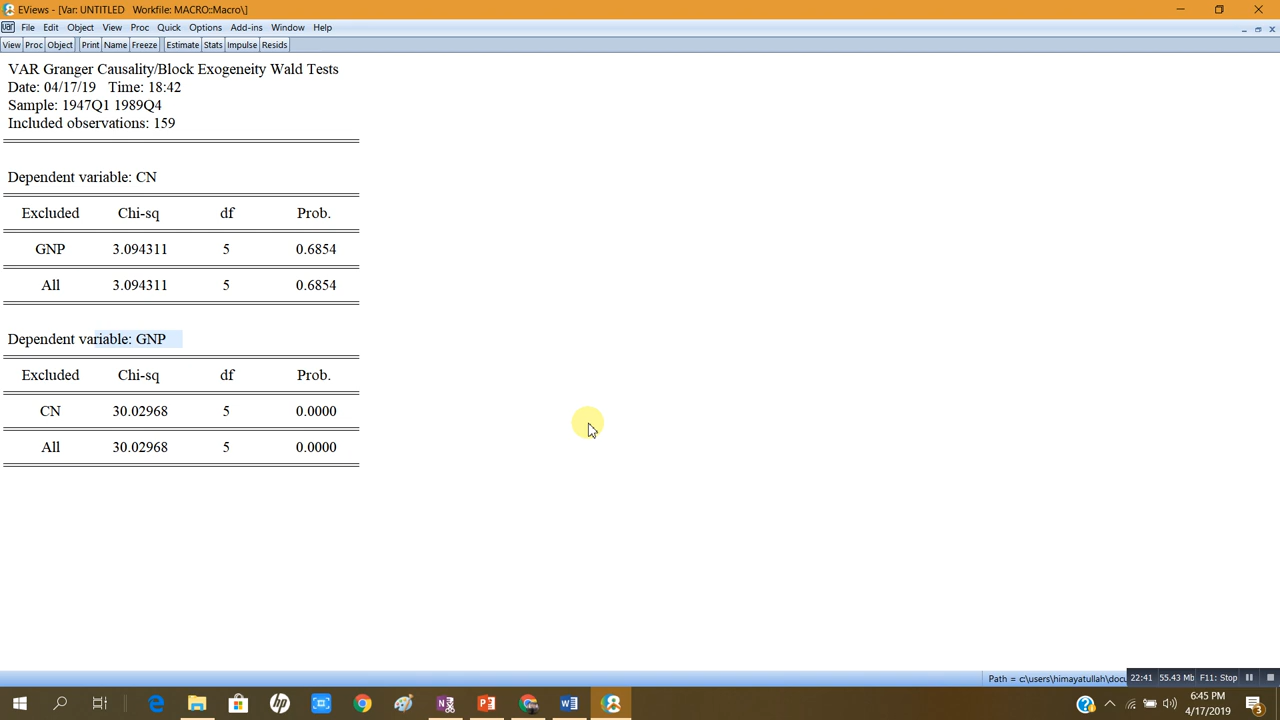 EViews - [Var: UNTITLED Workfile: MACRO::Macro\]
var File Edit Object View Proc Quick Options Add-ins Window Help
View Proc Object Print Name Freeze Estimate Stats Impulse Resids
VAR Granger Causality/Block Exogeneity Wald Tests
Date: 04/17/19 Time: 18:42
Sample: 1947Q1 1989Q4
Included observations: 159
Dependent variable: CN
Excluded Chi-sq df Prob.
GNP 3.094311 5 0.6854
All 3.094311 5 0.6854
Dependent variable: GNP
Excluded Chi-sq df Prob.
CN 30.02968 5 0.0000
All 30.02968 5 0.0000
Path = c:\users\himayatullah\docu
22:41 55.43 Mb F11: Stop
6:45 PM
4/17/2019
3